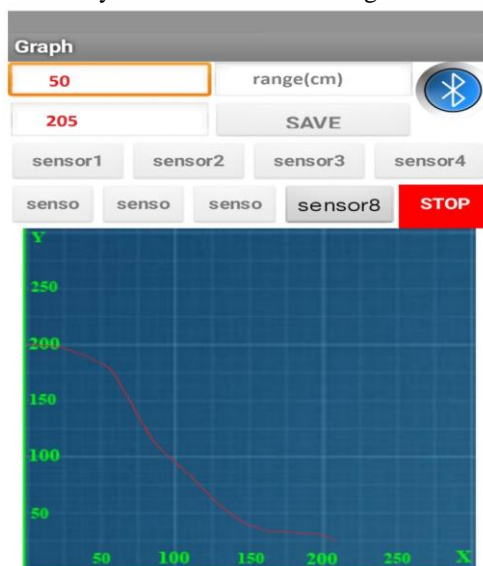 Graph
50 range(cm)
205 SAVE
sensor1 sensor2 sensor3 sensor4
senso senso senso sensor8 STOP
Y
250
200
150
100
50
50 100 150 200 250 X